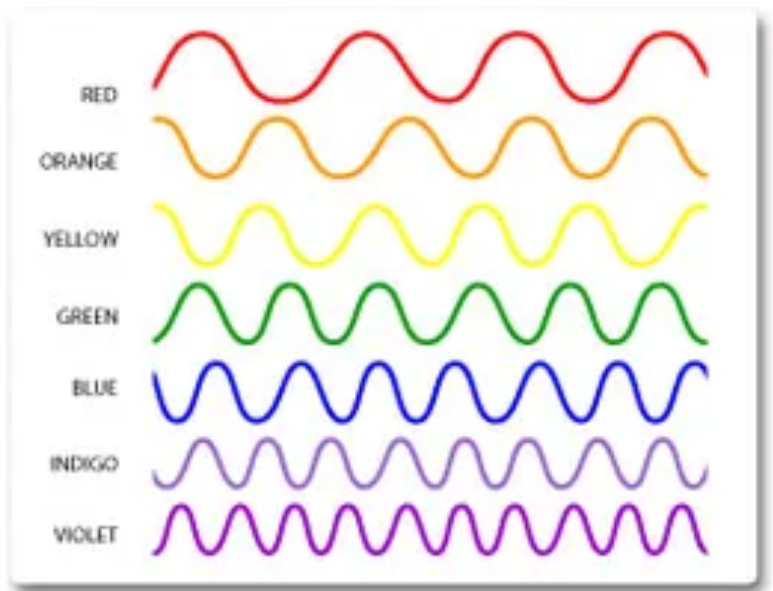 RED
ORANGE
YELLOW
GREEN
BLUE
INDIGO
VIOLET